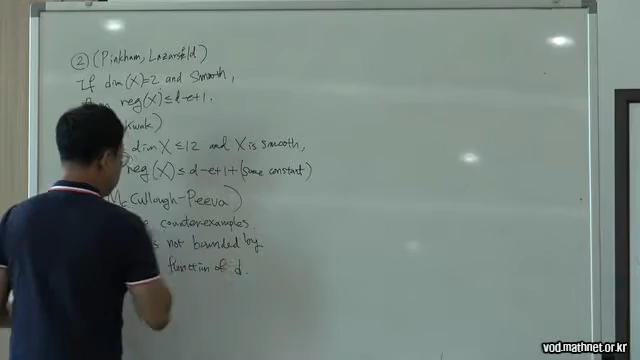 ② (Pinkham, Lazarsfeld)
If dim(X)=2 and smooth,
reg(X) ≤ d-e+1.
Kwak)
dim X ≤ 12 and X is smooth,
reg(X) ≤ d-e+1+(some constant)
McCullough-Peeva)
counterexamples
s not bounded by
function of d.
vod.mathnet.or.kr